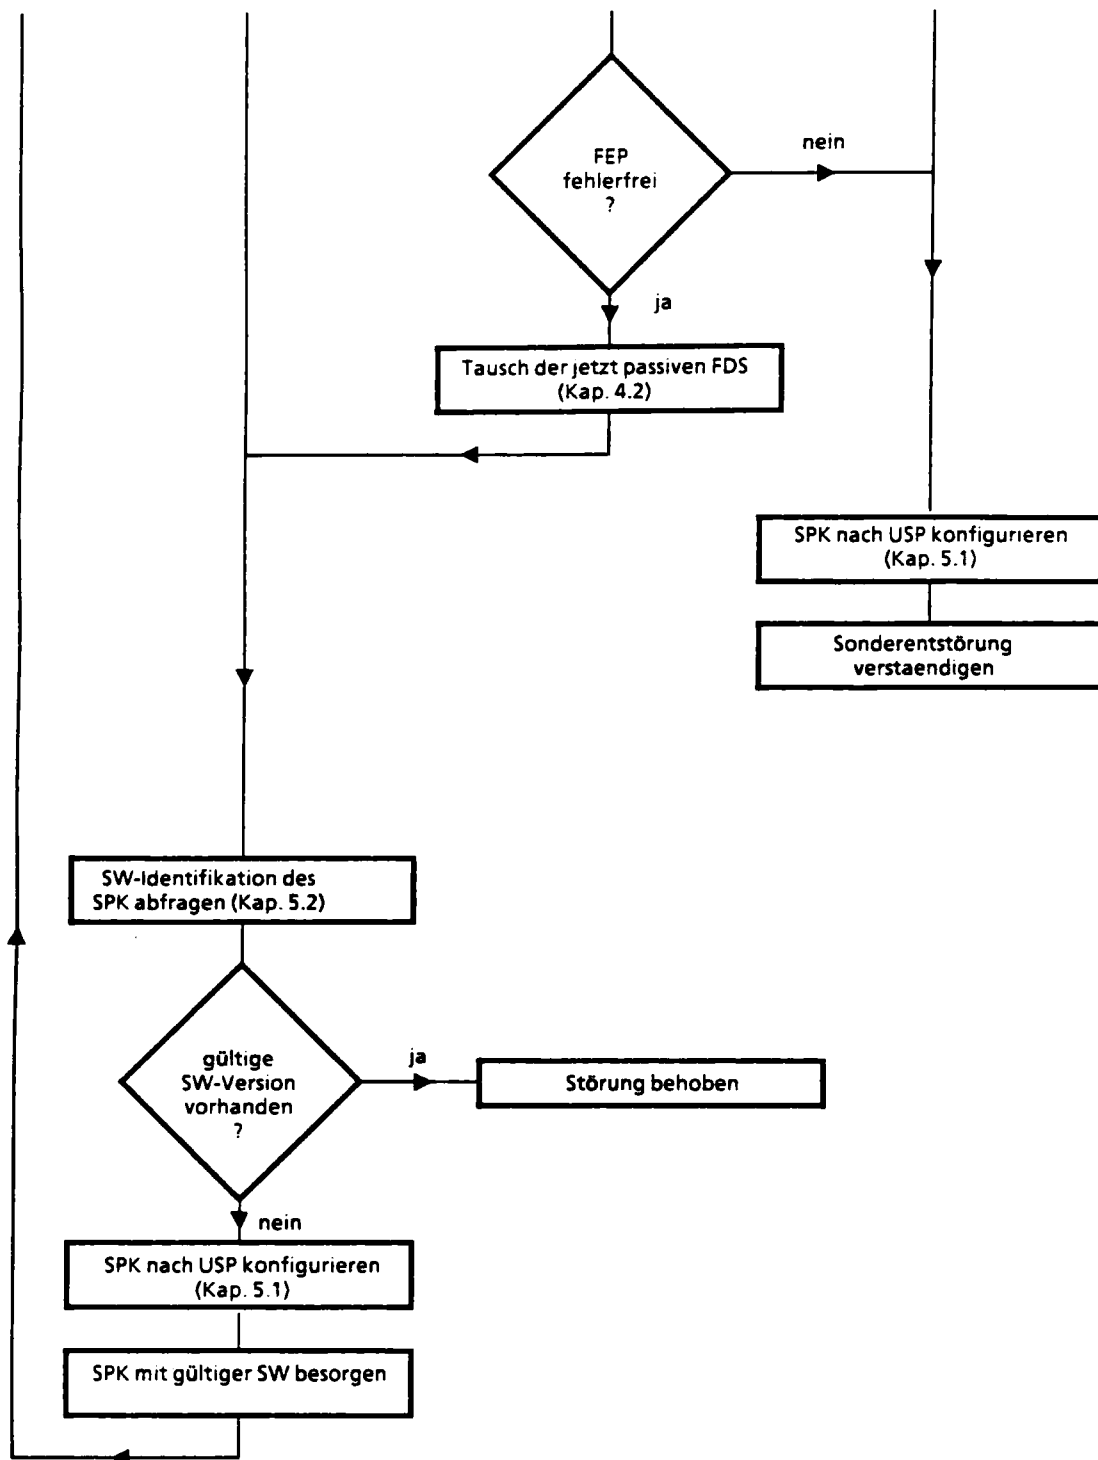 nein
FEP
fehlerfrei
?
ja
Tausch der jetzt passiven FDS
(Kap. 4.2)
SPK nach USP konfigurieren
(Kap. 5.1)
Sonderentstörung
verstaendigen
SW-Identifikation des
SPK abfragen (Kap. 5.2)
ja
gültige
SW-Version
vorhanden
?
Störung behoben
nein
SPK nach USP konfigurieren
(Kap. 5.1)
SPK mit gültiger SW besorgen